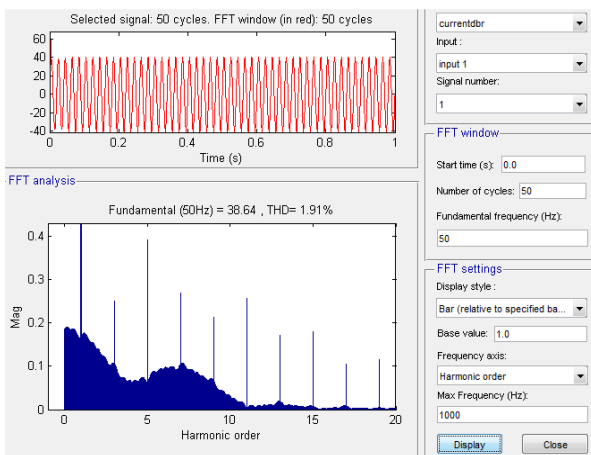 Selected signal: 50 cycles. FFT window (in red): 50 cycles
60
40
20
0
-20
-40
0
0.2
0.4
0.6
0.8
1
Time (s)
FFT analysis
Fundamental (50Hz) = 38.64 , THD= 1.91%
0.4
0.3
0.2
0.1
0
Mag
0
5
10
15
20
Harmonic order
currentdbr
Input :
input 1
Signal number:
1
FFT window
Start time (s): 0.0
Number of cycles: 50
Fundamental frequency (Hz):
50
FFT settings
Display style :
Bar (relative to specified ba...
Base value: 1.0
Frequency axis:
Harmonic order
Max Frequency (Hz):
1000
Display
Close